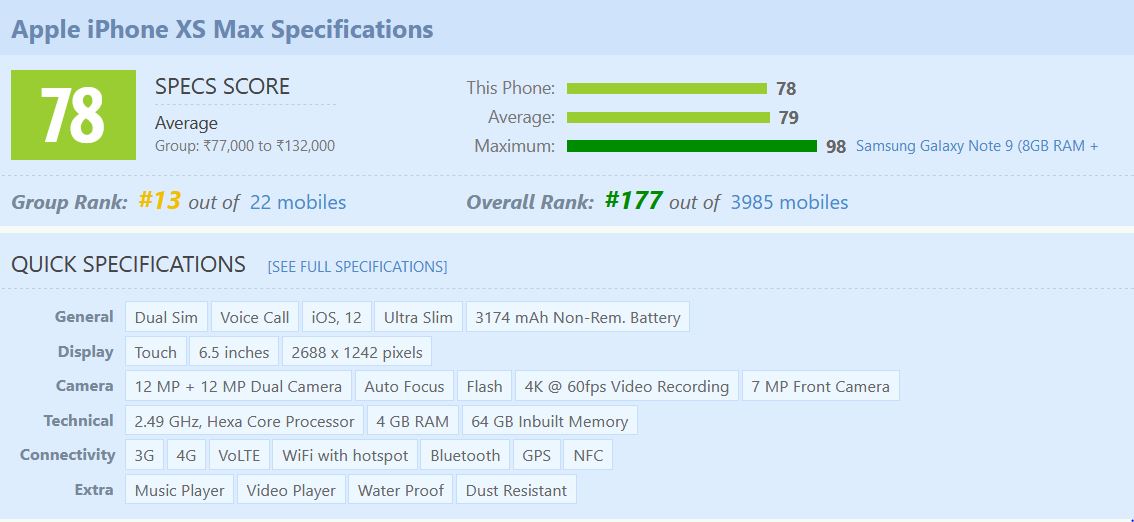 Apple iPhone XS Max Specifications
78
SPECS SCORE
Average
Group: ₹77,000 to ₹132,000
This Phone: 78
Average: 79
Maximum: 98 Samsung Galaxy Note 9 (8GB RAM +
Group Rank: #13 out of 22 mobiles
Overall Rank: #177 out of 3985 mobiles
QUICK SPECIFICATIONS [SEE FULL SPECIFICATIONS]
General Dual Sim Voice Call iOS, 12 Ultra Slim 3174 mAh Non-Rem. Battery
Display Touch 6.5 inches 2688 x 1242 pixels
Camera 12 MP + 12 MP Dual Camera Auto Focus Flash 4K @ 60fps Video Recording 7 MP Front Camera
Technical 2.49 GHz, Hexa Core Processor 4 GB RAM 64 GB Inbuilt Memory
Connectivity 3G 4G VoLTE WiFi with hotspot Bluetooth GPS NFC
Extra Music Player Video Player Water Proof Dust Resistant